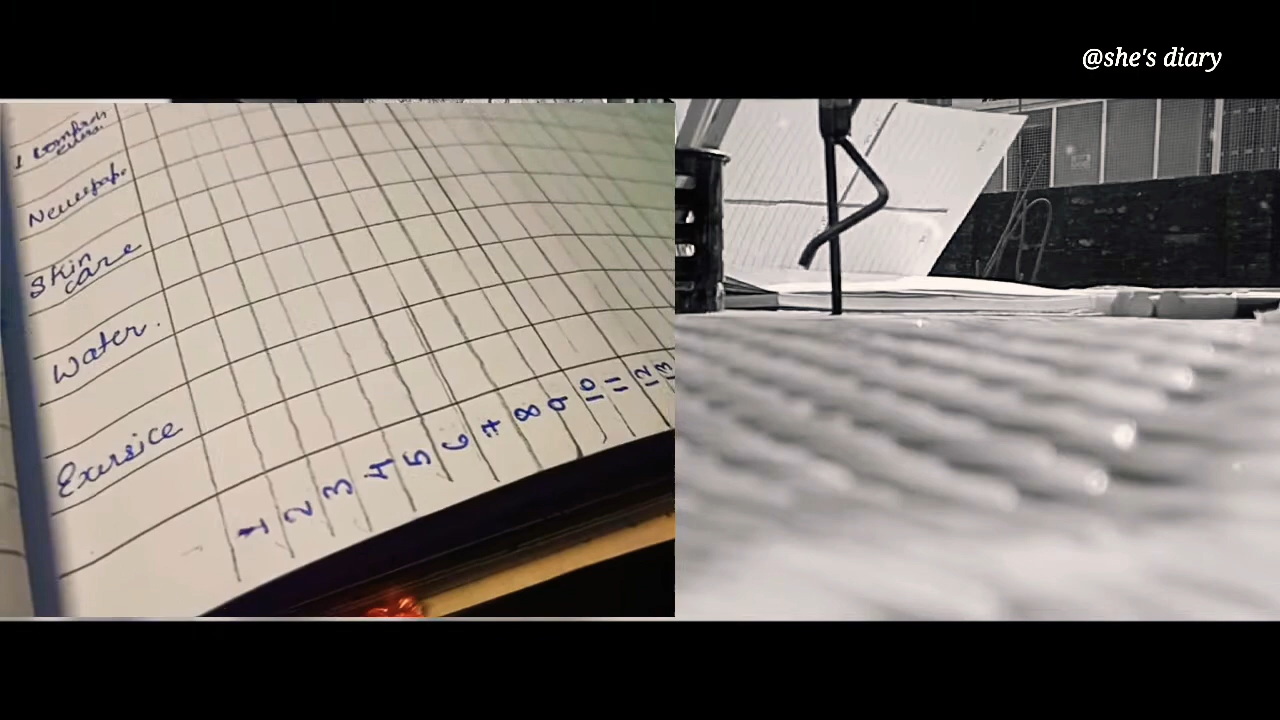 @she's diary
Newspap.
Skin
care
Water.
Exersice
1 2 3 4 5 6 7 8 9 10 11 12 13